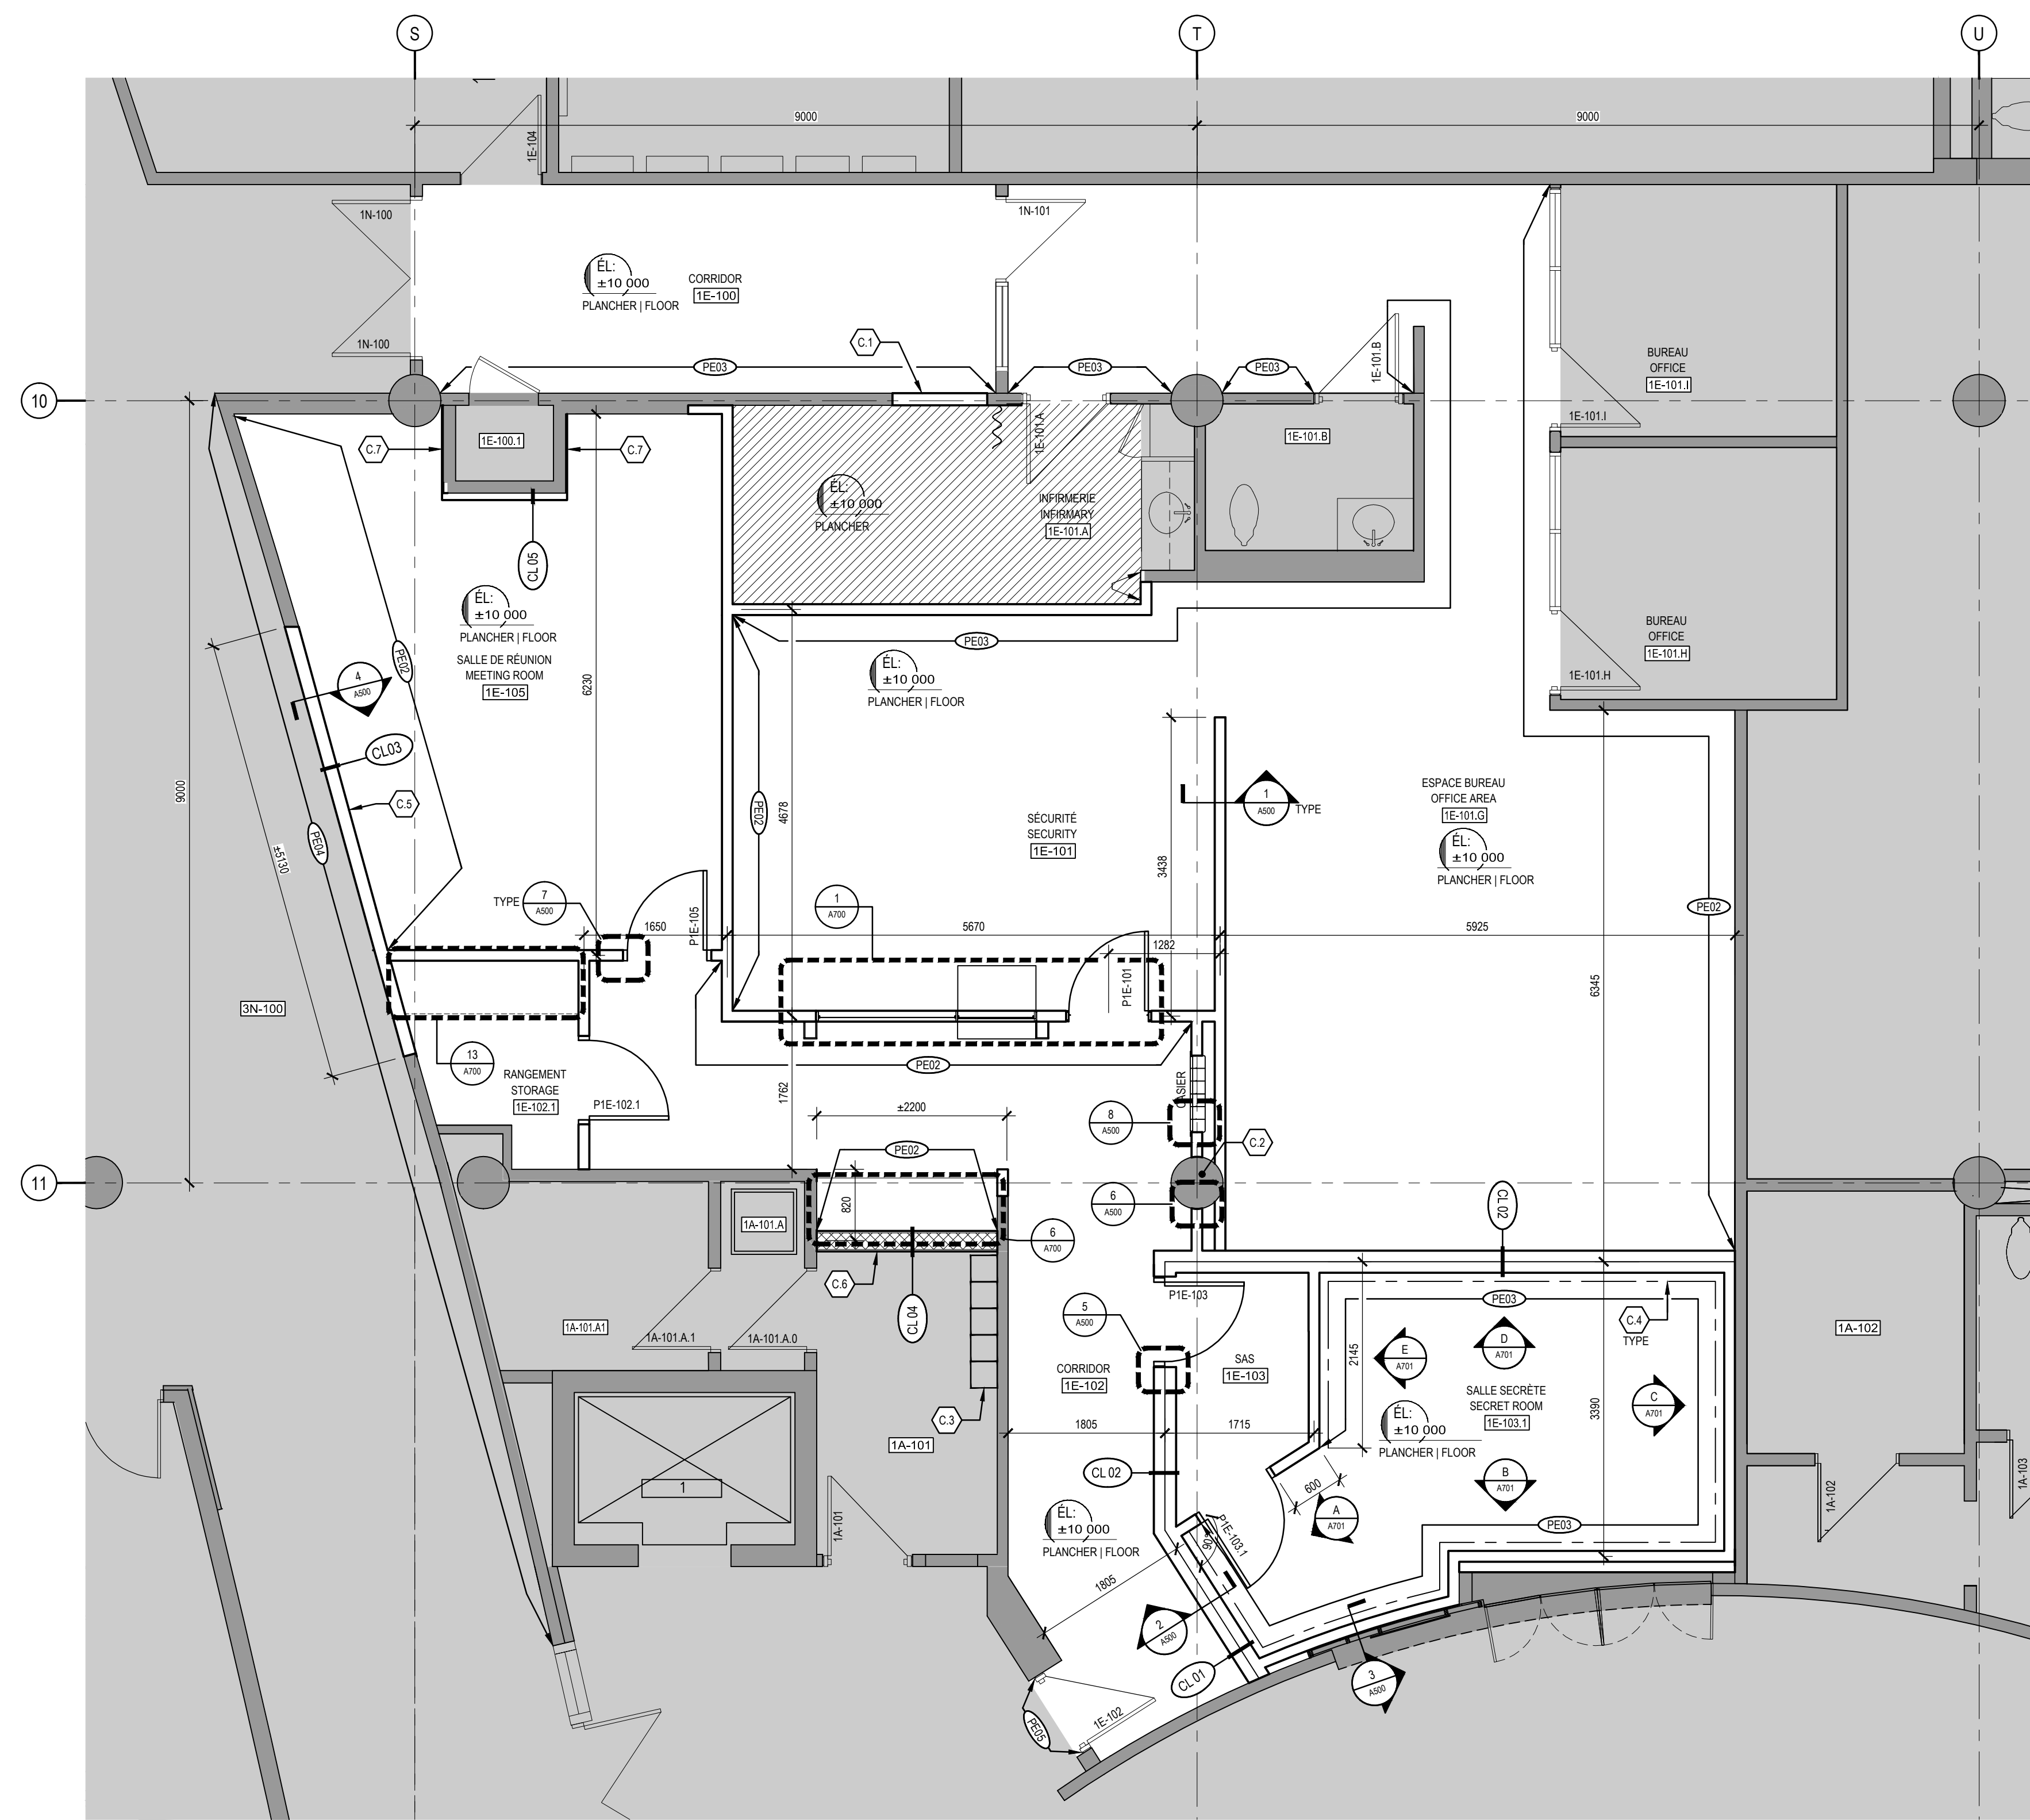 S
T
U
9000
9000
1E-104
1N-100
1N-101
ÉL:
±10 000
PLANCHER | FLOOR
CORRIDOR
1E-100
1N-100
C.1
PE03
PE03
PE03
1E-101.B
BUREAU
OFFICE
1E-101.I
1E-101.I
10
C.7
1E-100.1
C.7
1E-101.A
1E-101.B
ÉL:
±10 000
PLANCHER
INFIRMERIE
INFIRMARY
1E-101.A
CL 05
ÉL:
±10 000
PLANCHER | FLOOR
SALLE DE RÉUNION
MEETING ROOM
1E-105
PE02
4
A500
CL03
C.5
6230
PE03
ÉL:
±10 000
PLANCHER | FLOOR
BUREAU
OFFICE
1E-101.H
1E-101.H
9000
PE04
±5130
PE02
4678
SÉCURITÉ
SECURITY
1E-101
3438
1
A500
TYPE
ESPACE BUREAU
OFFICE AREA
1E-101.G
ÉL:
±10 000
PLANCHER | FLOOR
PE02
TYPE
7
A500
1650
P1E-105
1
A700
5670
1282
5925
P1E-101
6345
3N-100
13
A700
RANGEMENT
STORAGE
1E-102.1
P1E-102.1
PE02
1762
CASIER
±2200
8
A500
C.2
PE02
11
820
6
A500
CL 02
1A-101.A
6
A700
C.6
CL 04
P1E-103
PE03
C.4
TYPE
1A-101.A1
1A-101.A.1
1A-101.A.0
5
A500
2145
E
A701
D
A701
1A-102
CORRIDOR
1E-102
SAS
1E-103
SALLE SECRÈTE
SECRET ROOM
1E-103.1
C
A701
3390
C.3
1A-101
1805
1715
ÉL:
±10 000
PLANCHER | FLOOR
CL 02
600
B
A701
1
1A-101
ÉL:
±10 000
PLANCHER | FLOOR
A
A701
P1E-103.1
905
PE03
1A-102
1A-103
1805
2
A500
CL 01
3
A500
1E-102
PE05